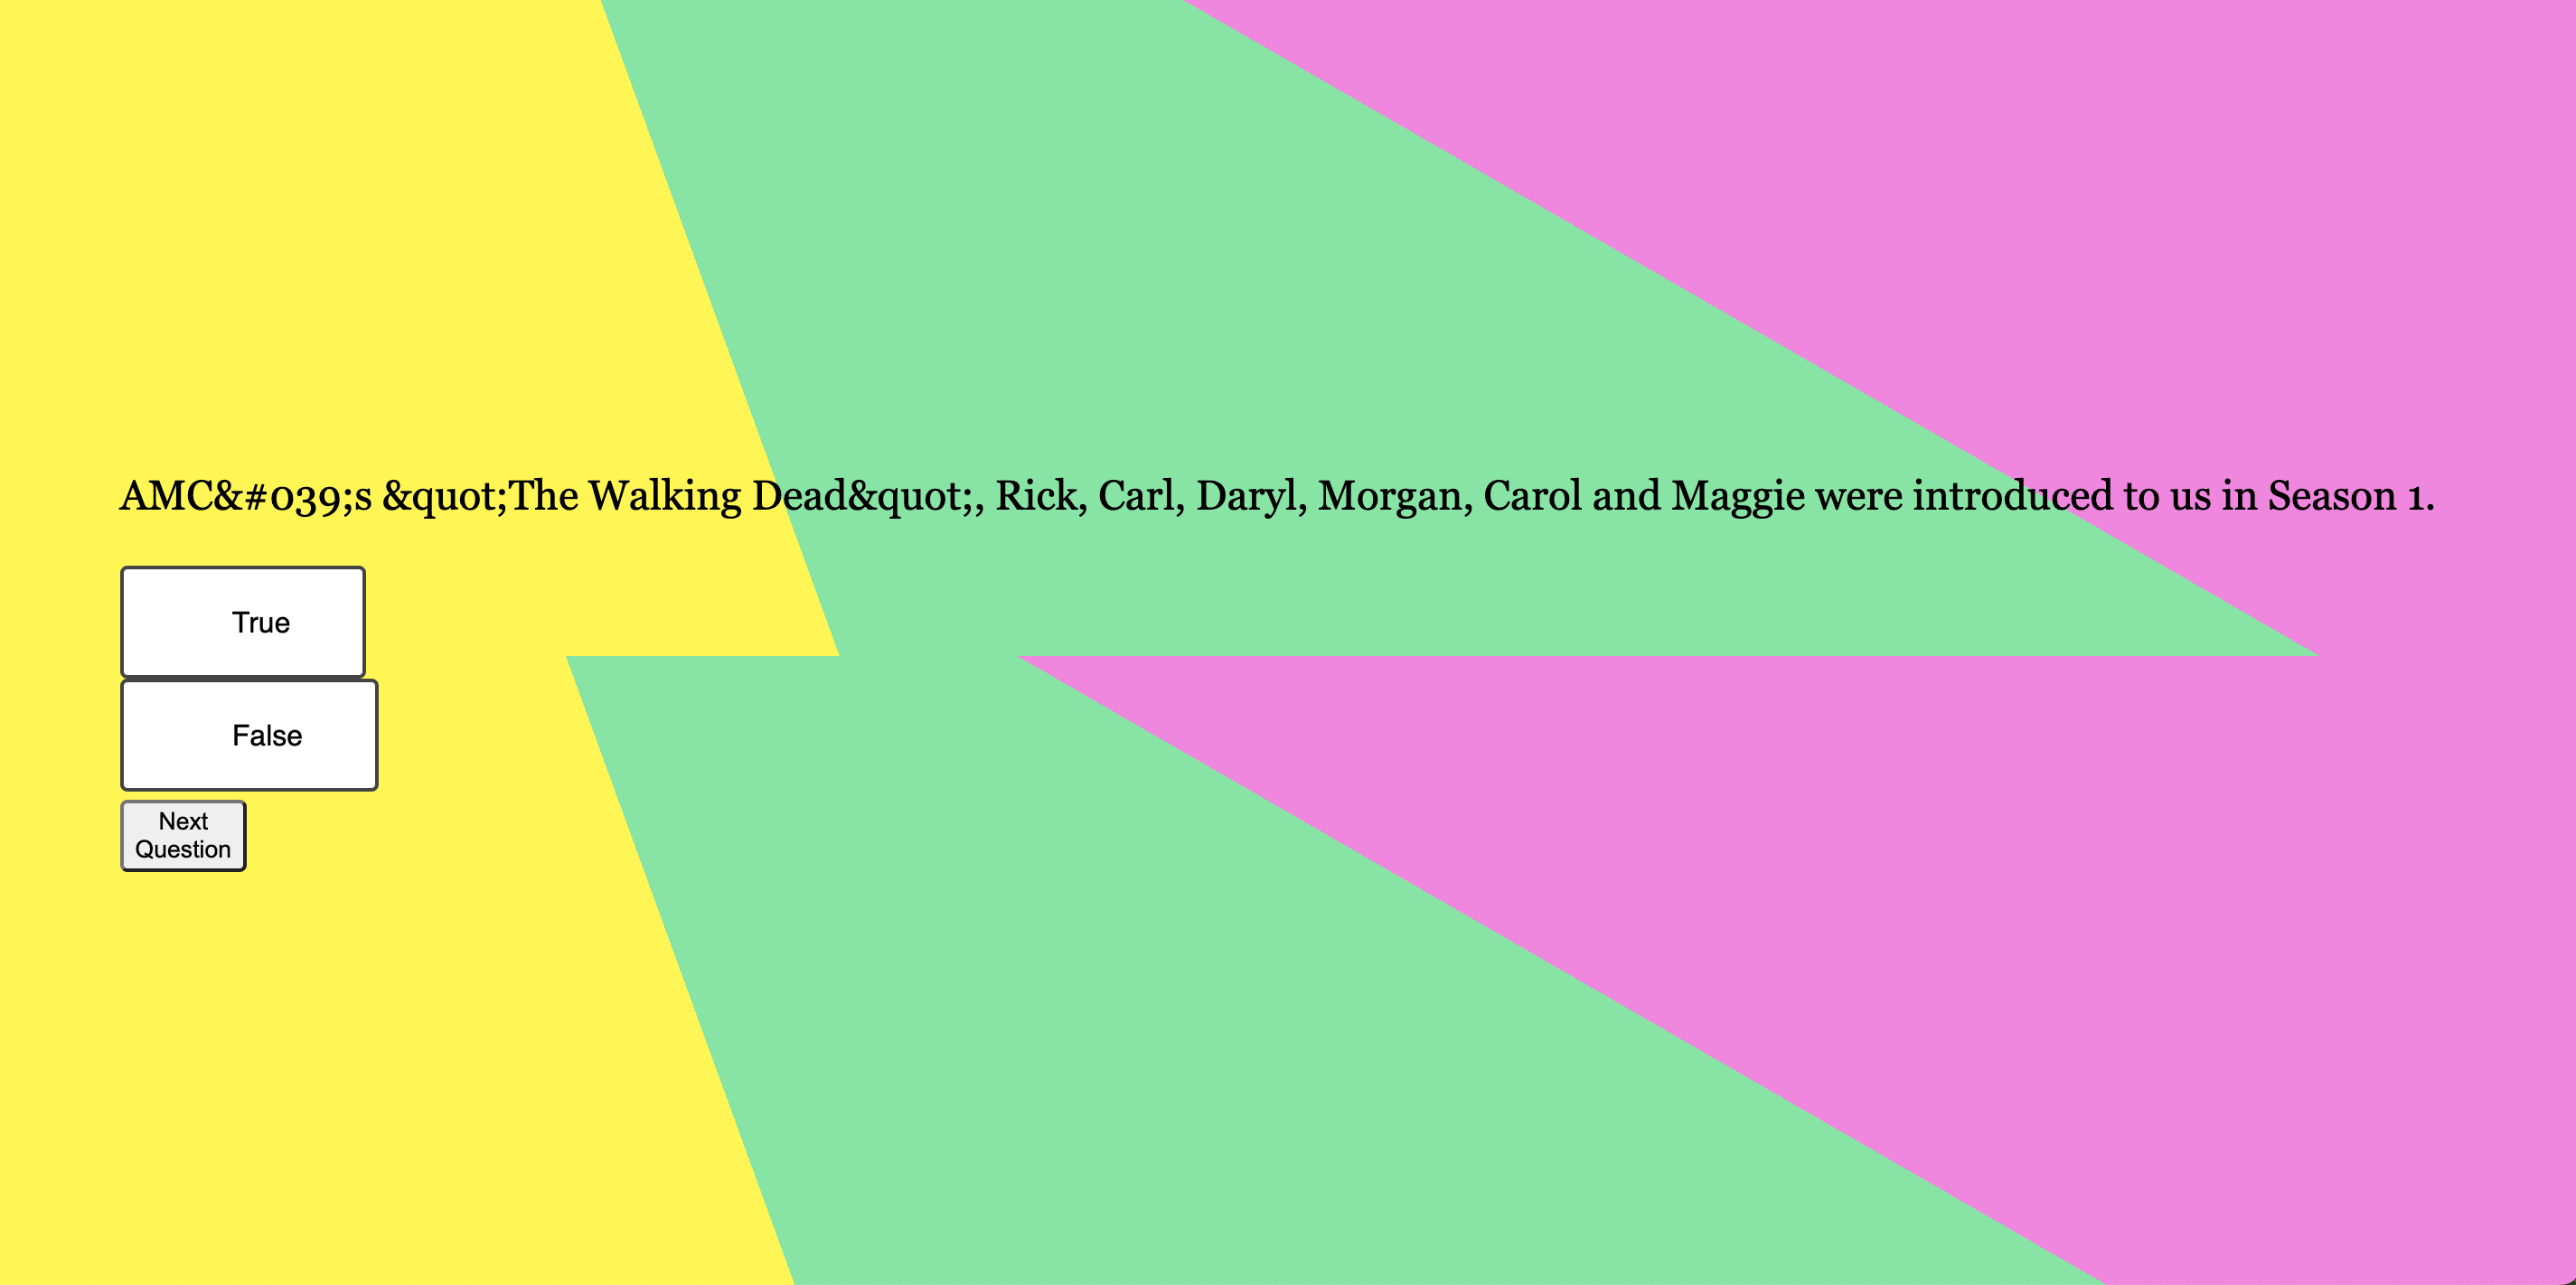 AMC&#039;s &quot;The Walking Dead&quot;, Rick, Carl, Daryl, Morgan, Carol and Maggie were introduced to us in Season 1.
True
False
Next
Question